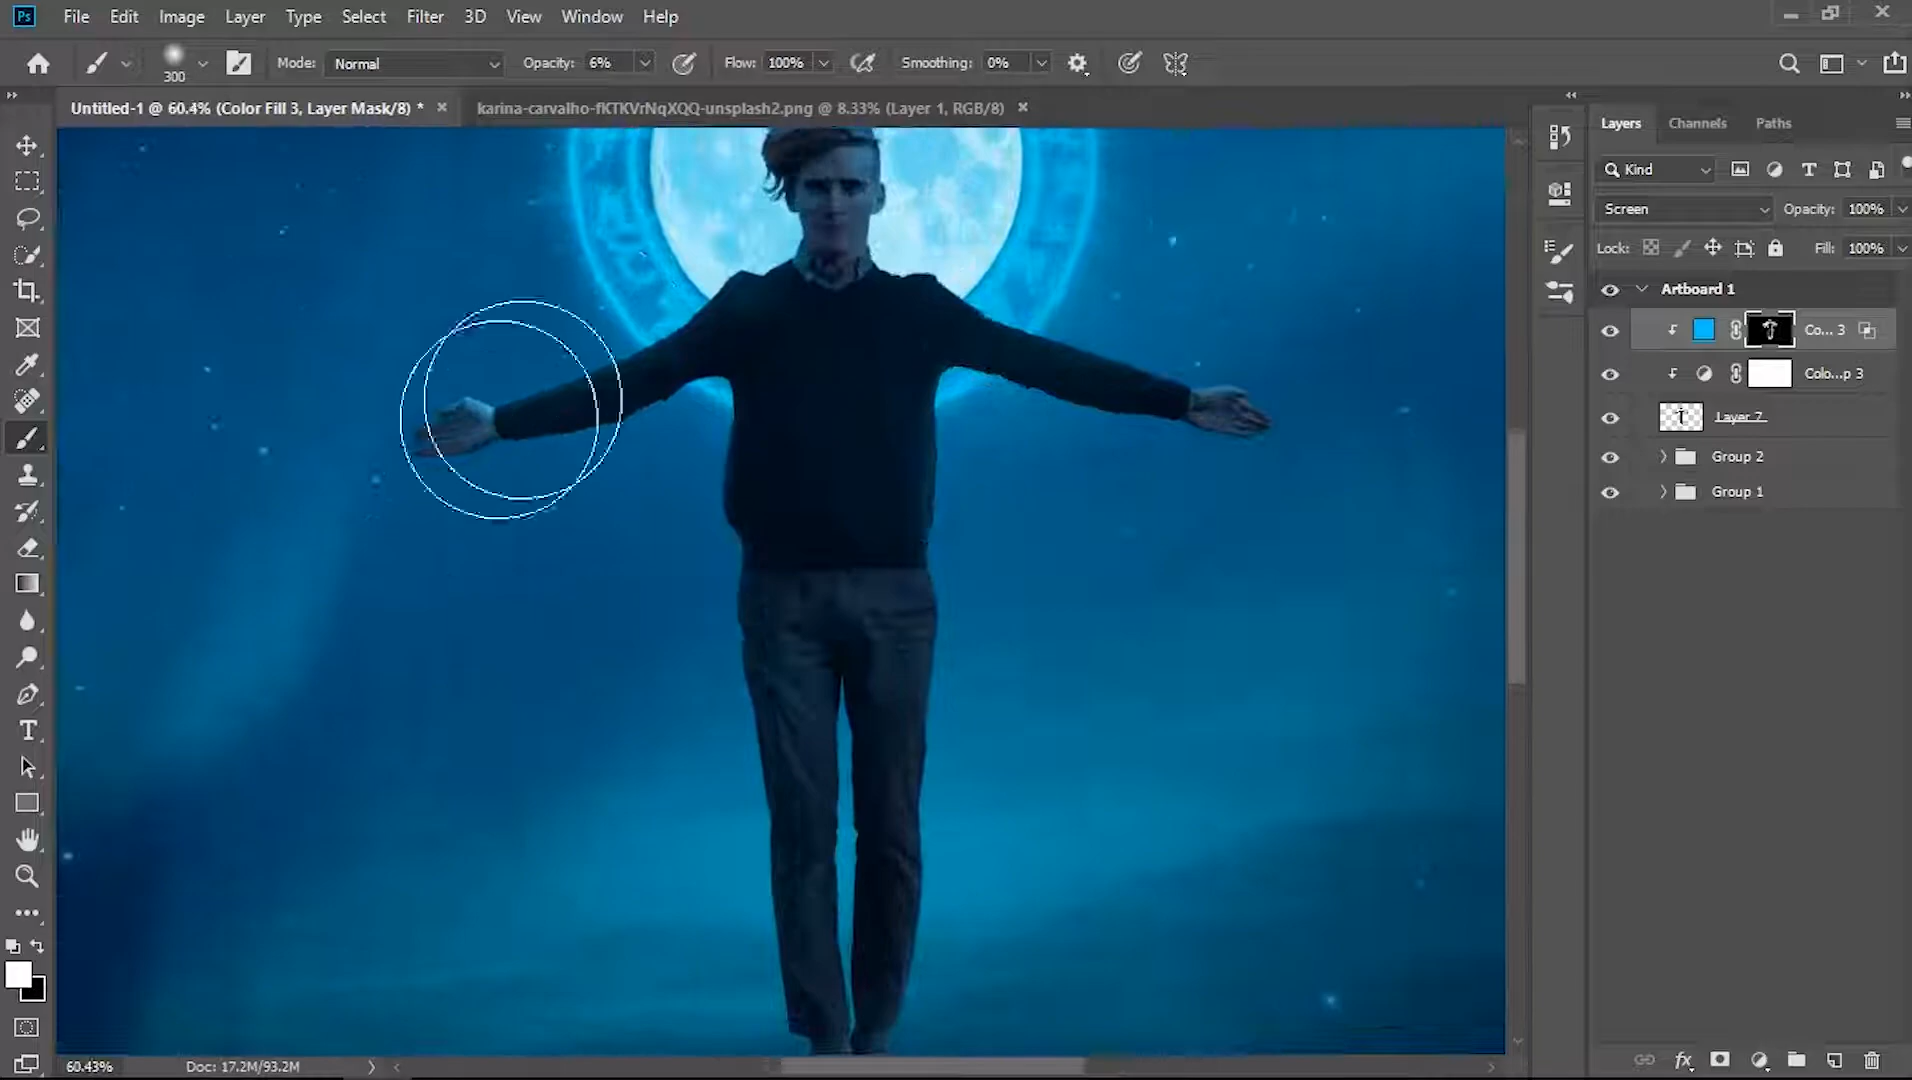 Ps File Edit Image Layer Type Select Filter 3D View Window Help
300 Mode: Normal Opacity: 6% Flow: 100% Smoothing: 0%
Untitled-1 @ 60.4% (Color Fill 3, Layer Mask/8) * × karina-carvalho-fKTKVrNqXQQ-unsplash2.png @ 8.33% (Layer 1, RGB/8) ×
Layers Channels Paths
Kind
Screen Opacity: 100%
Lock: Fill: 100%
Artboard 1
Co... 3
Colo...p 3
Layer 7
Group 2
Group 1
60.43% Doc: 17.2M/93.2M